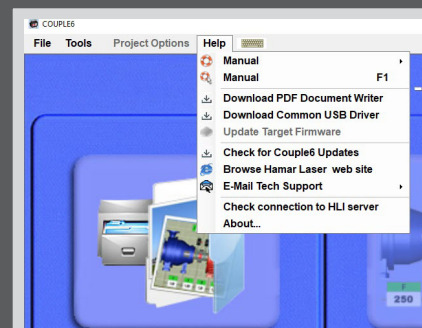 COUPLE6
File Tools Project Options Help
Manual
Manual F1
Download PDF Document Writer
Download Common USB Driver
Update Target Firmware
Check for Couple6 Updates
Browse Hamar Laser web site
E-Mail Tech Support
Check connection to HLI server
About...
250